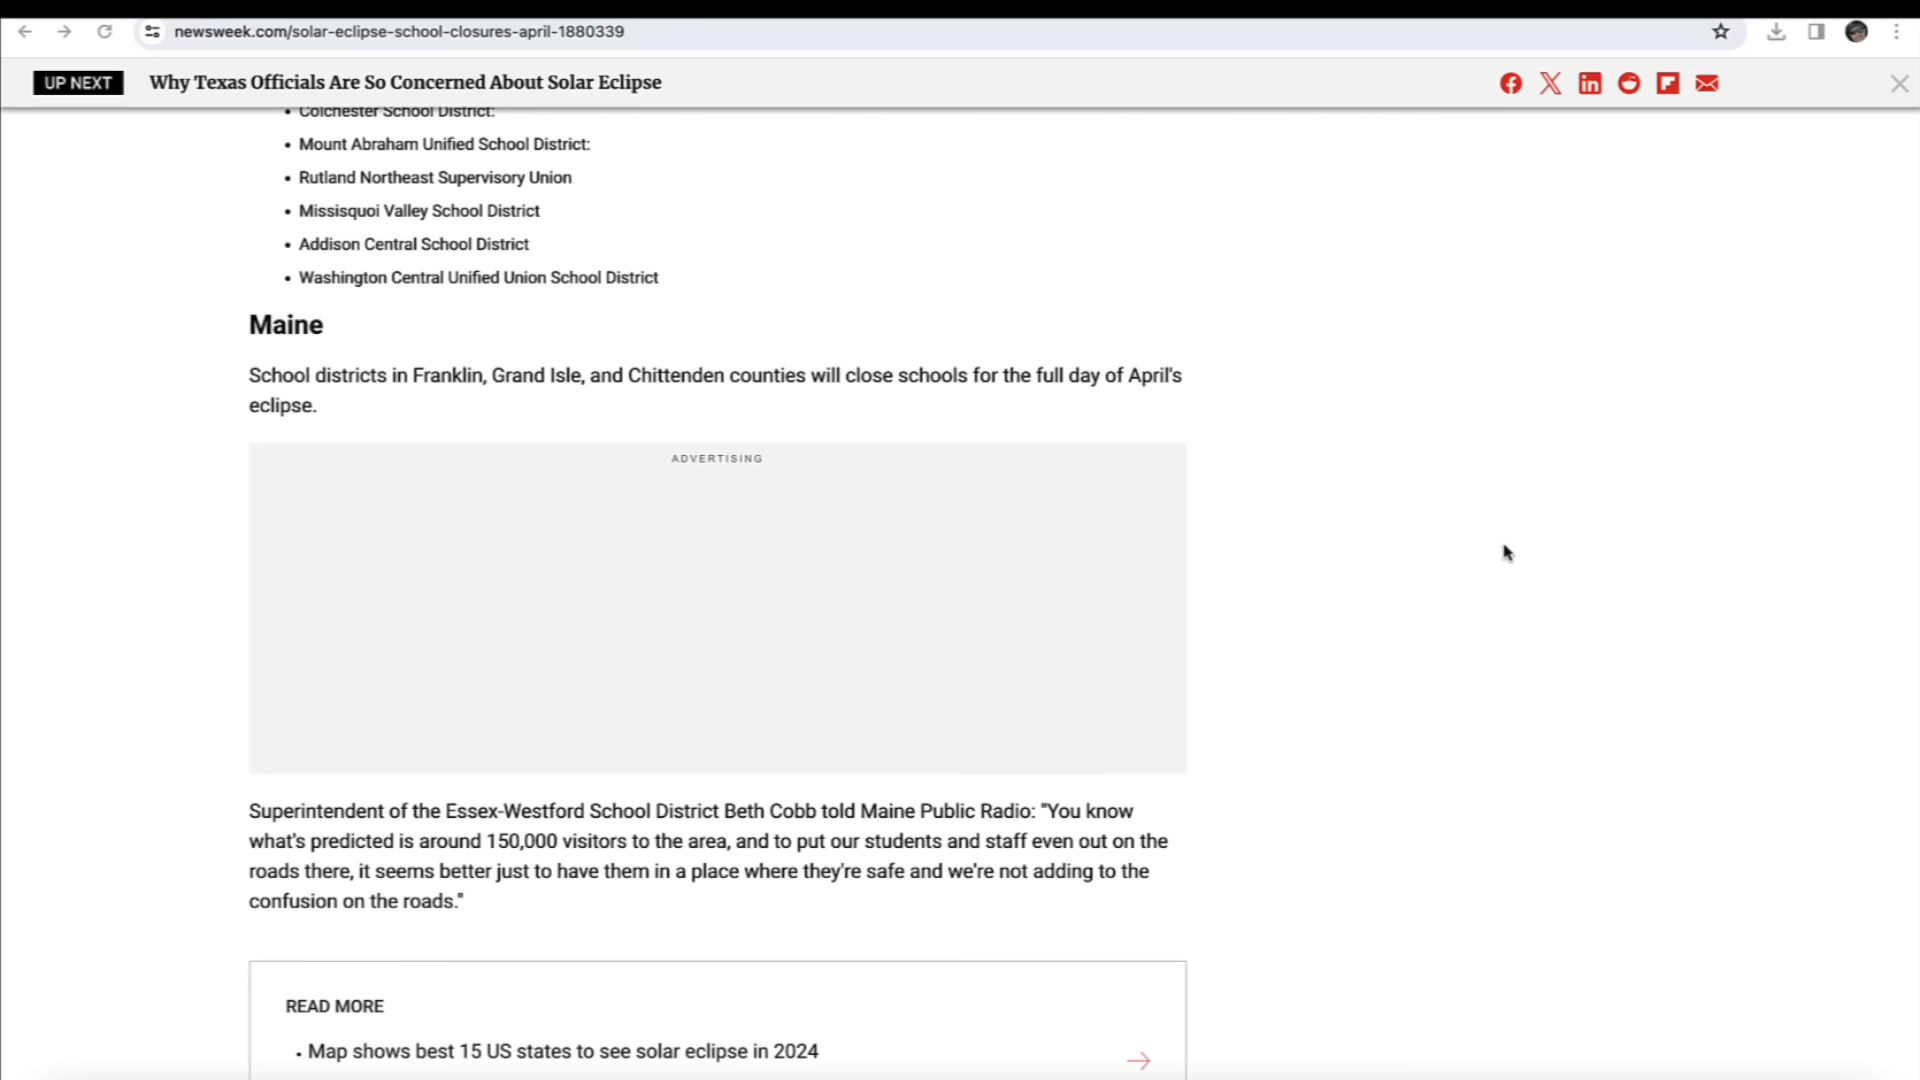 newsweek.com/solar-eclipse-school-closures-april-1880339
UP NEXT Why Texas Officials Are So Concerned About Solar Eclipse
• Colchester School District:
• Mount Abraham Unified School District:
• Rutland Northeast Supervisory Union
• Missisquoi Valley School District
• Addison Central School District
• Washington Central Unified Union School District
Maine
School districts in Franklin, Grand Isle, and Chittenden counties will close schools for the full day of April's
eclipse.
ADVERTISING
Superintendent of the Essex-Westford School District Beth Cobb told Maine Public Radio: "You know
what's predicted is around 150,000 visitors to the area, and to put our students and staff even out on the
roads there, it seems better just to have them in a place where they're safe and we're not adding to the
confusion on the roads."
READ MORE
• Map shows best 15 US states to see solar eclipse in 2024